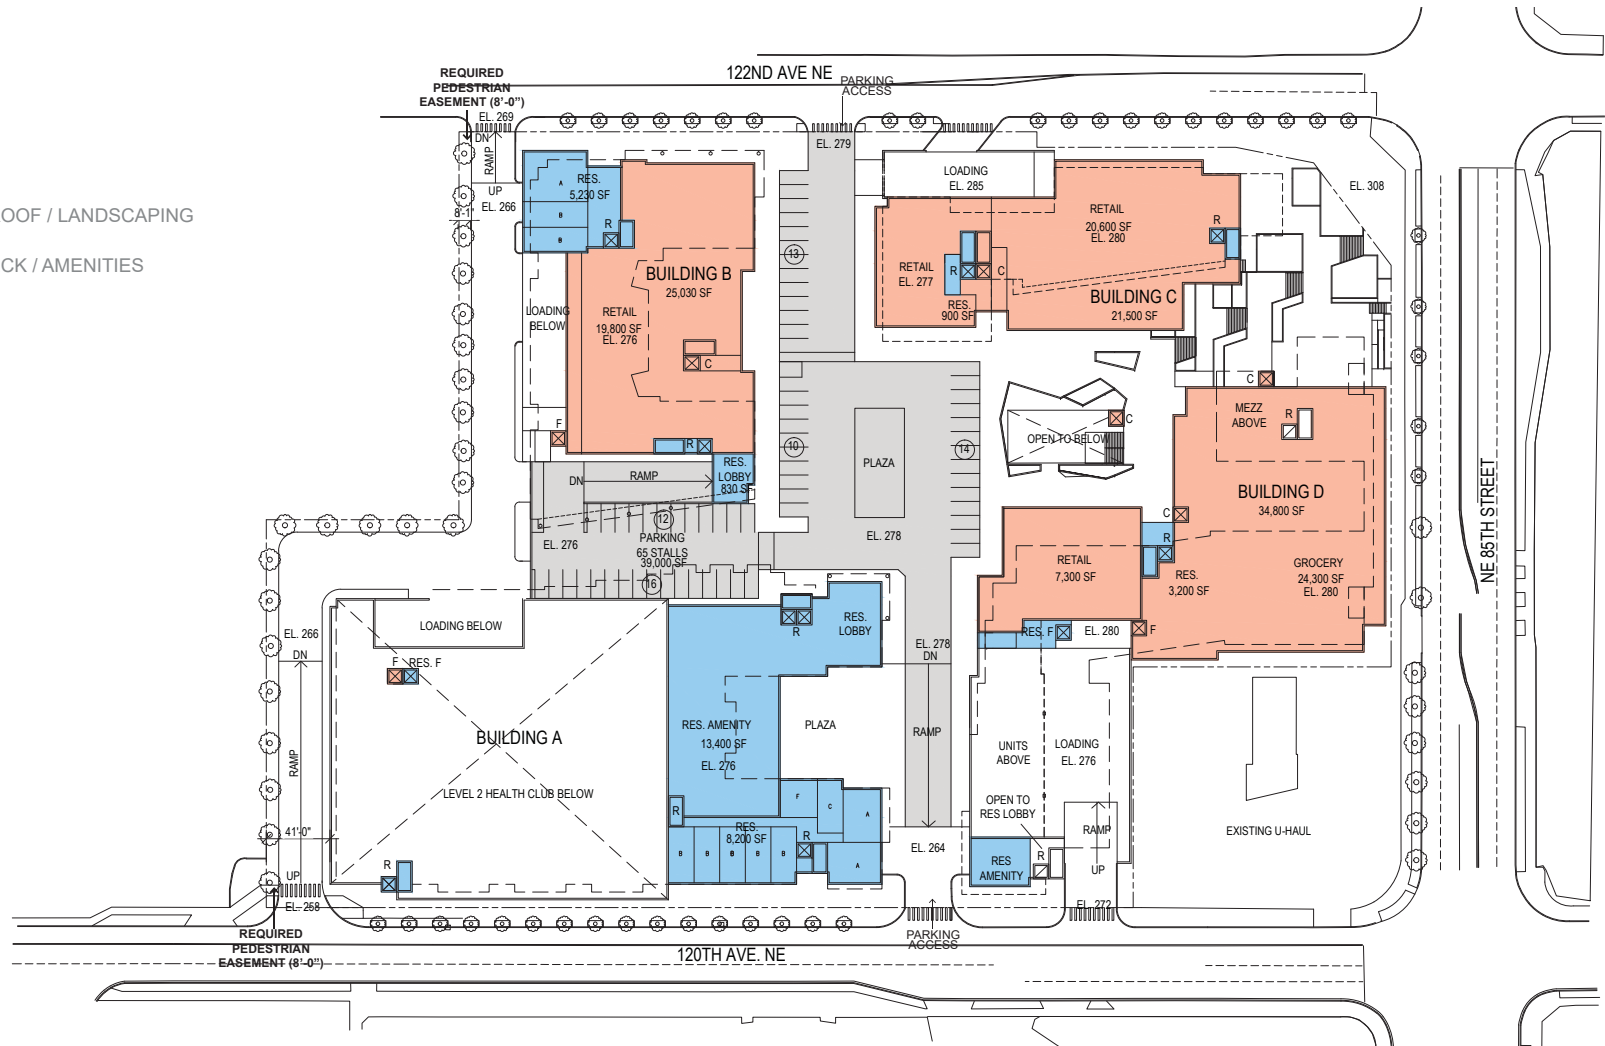 OOF / LANDSCAPING
CK / AMENITIES
122ND AVE NE
PARKING
ACCESS
REQUIRED
PEDESTRIAN
EASEMENT (8'-0")
EL. 269
DN
RAMP
UP
EL. 266
8'-1"
A
B
B
RES.
5,230 SF
R
BUILDING B
25,030 SF
RETAIL
19,800 SF
EL. 276
LOADING
BELOW
C
F
R
RES.
LOBBY
830 SF
DN
RAMP
12
PARKING
65 STALLS
39,000 SF
EL. 276
16
EL. 279
13
10
14
PLAZA
EL. 278
LOADING
EL. 285
RETAIL
20,600 SF
EL. 280
R
RETAIL
EL. 277
R
C
RES.
900 SF
BUILDING C
21,500 SF
EL. 308
C
C
OPEN TO BELOW
MEZZ
ABOVE
R
BUILDING D
34,800 SF
C
R
GROCERY
24,300 SF
EL. 280
RES.
3,200 SF
RETAIL
7,300 SF
RES. F
EL. 280
F
NE 85TH STREET
EL. 266
DN
RAMP
41'-0"
UP
EL. 258
LOADING BELOW
F
RES. F
BUILDING A
LEVEL 2 HEALTH CLUB BELOW
R
R
RES.
LOBBY
RES. AMENITY
13,400 SF
EL. 276
PLAZA
R
RES.
8,200 SF
R
F
C
A
B
B
B
B
B
A
EL. 278
DN
RAMP
EL. 264
UNITS
ABOVE
LOADING
EL. 276
OPEN TO
RES LOBBY
RAMP
UP
R
RES
AMENITY
EL. 272
EXISTING U-HAUL
REQUIRED
PEDESTRIAN
EASEMENT (8'-0")
PARKING
ACCESS
120TH AVE. NE